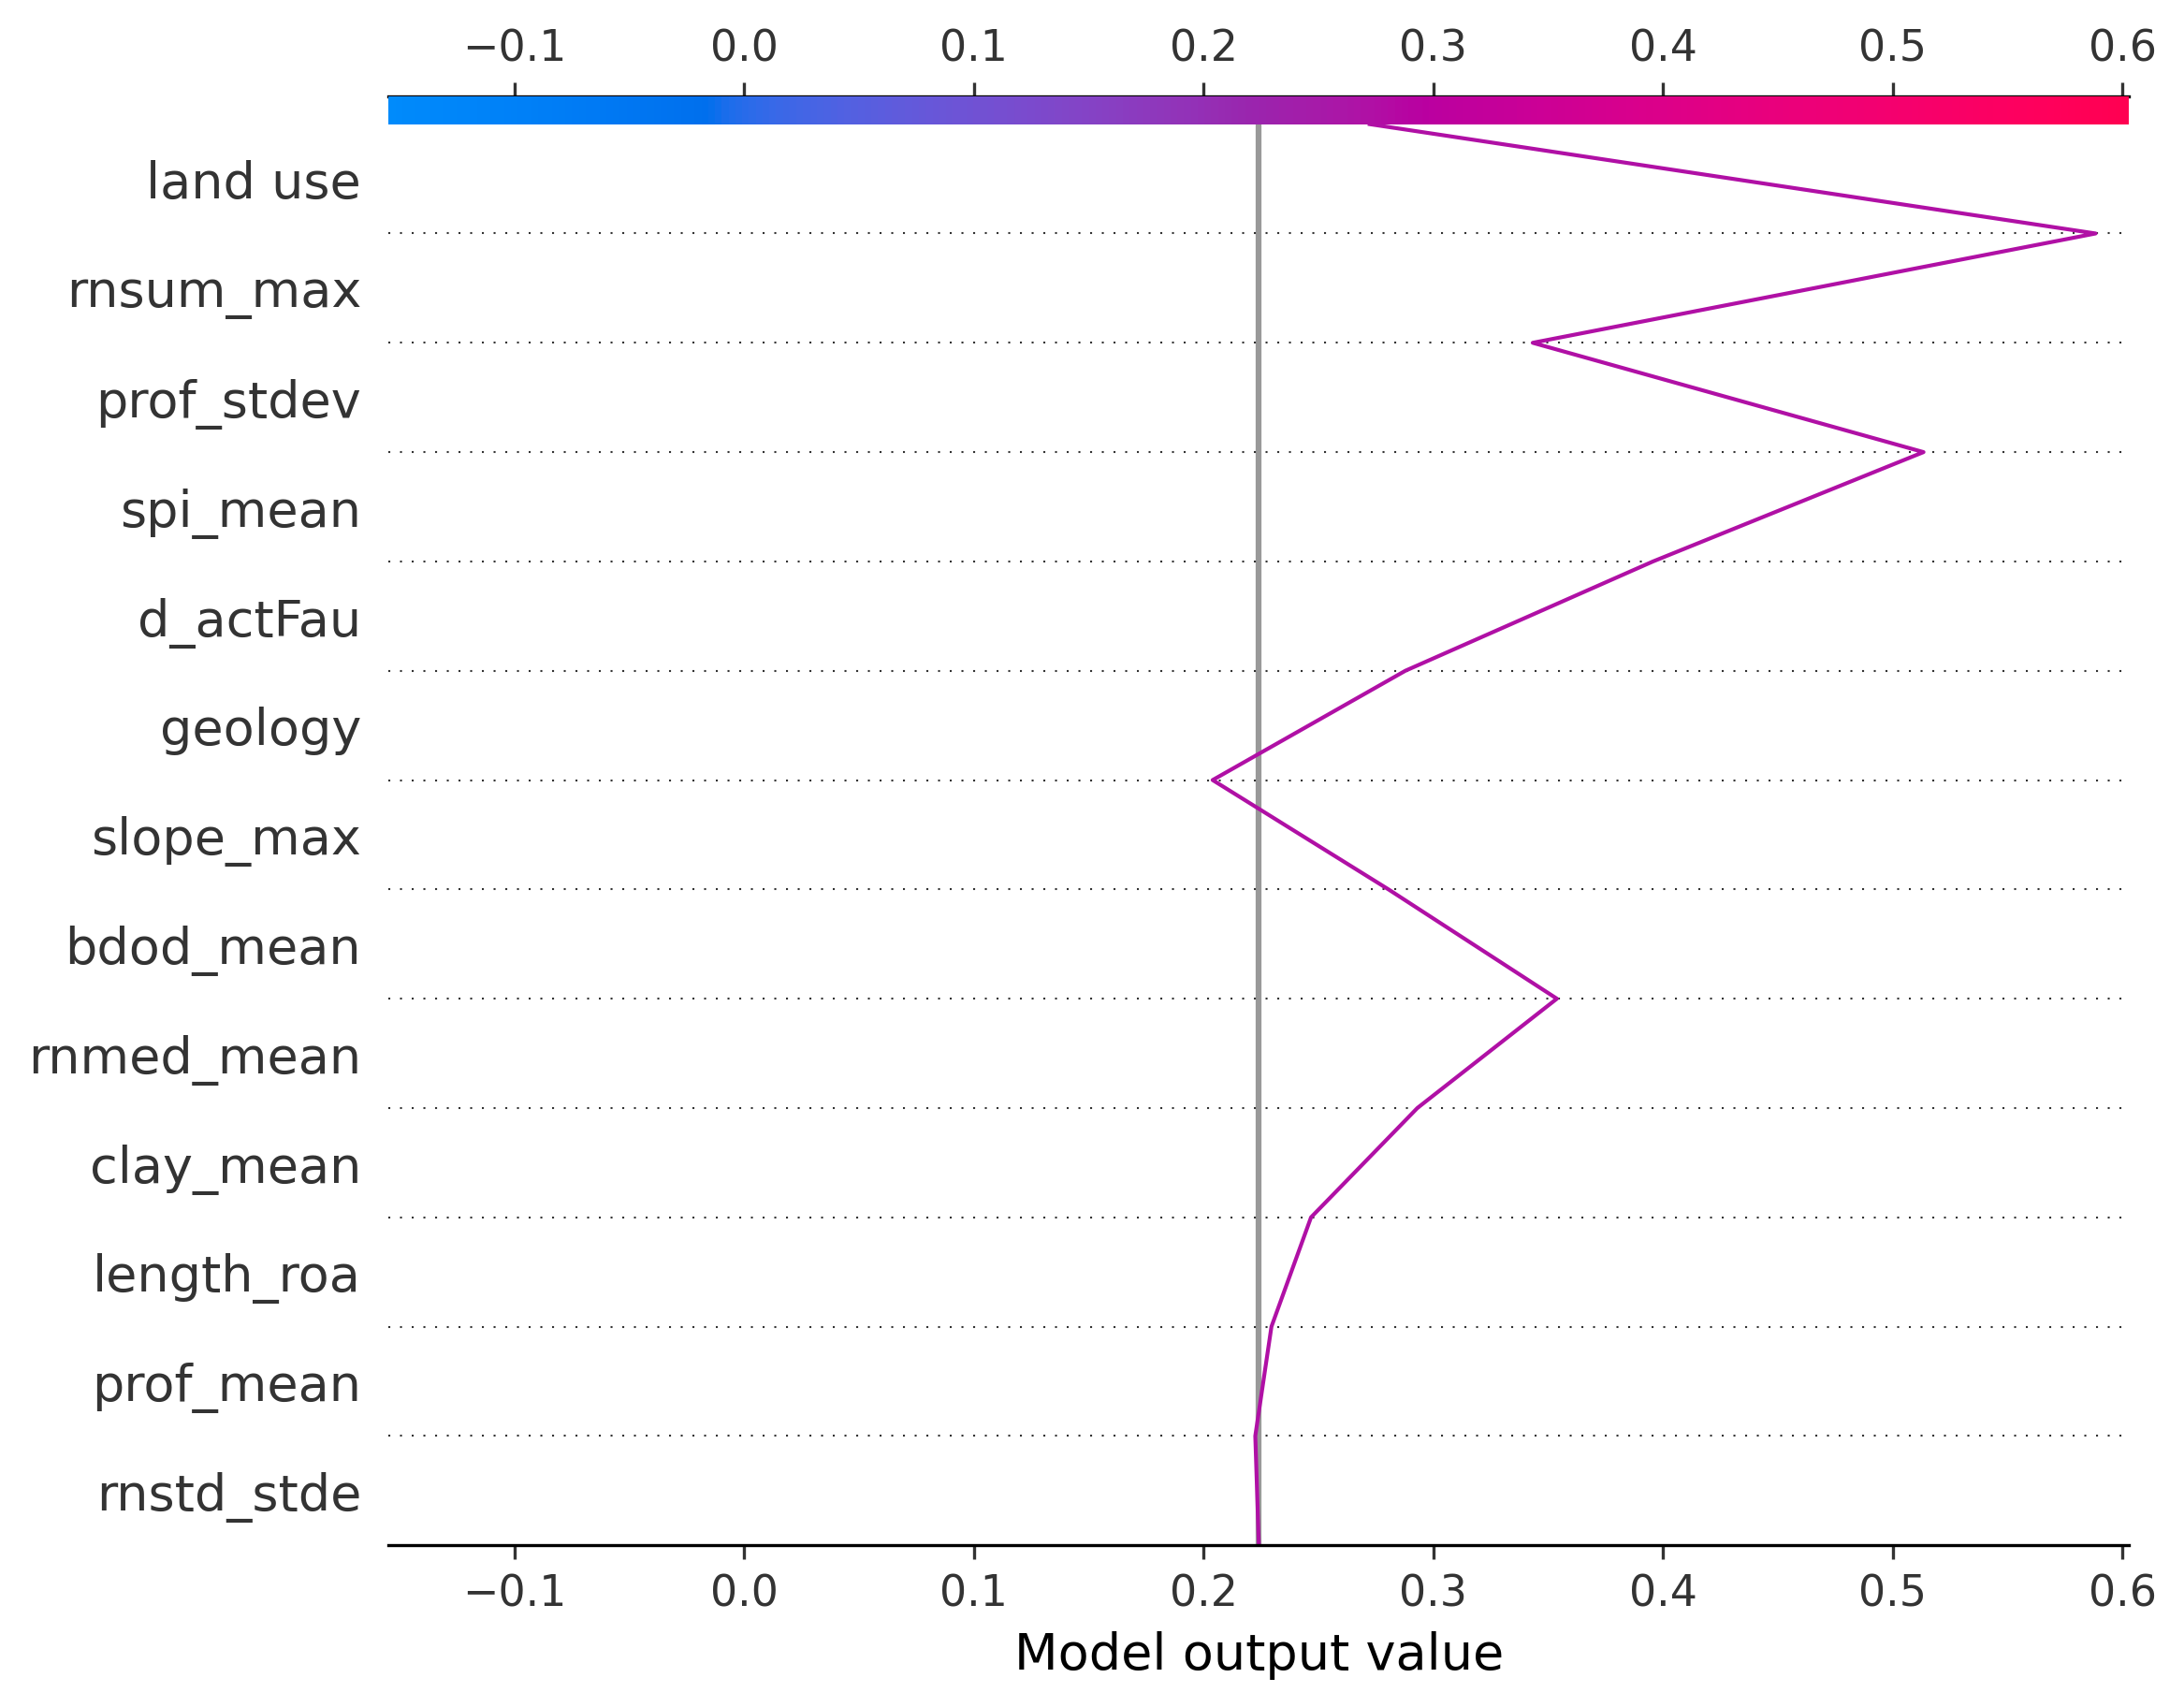 −0.1 0.0 0.1 0.2 0.3 0.4 0.5 0.6
land use
rnsum_max
prof_stdev
spi_mean
d_actFau
geology
slope_max
bdod_mean
rnmed_mean
clay_mean
length_roa
prof_mean
rnstd_stde
−0.1 0.0 0.1 0.2 0.3 0.4 0.5 0.6
Model output value